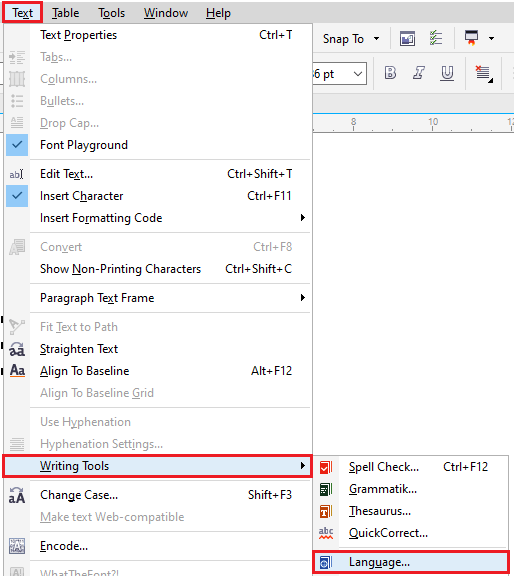 Text Table Tools Window Help
Text Properties Ctrl+T
Snap To
Tabs...
Columns...
6 pt B I U
Bullets...
Drop Cap...
8 10 12
Font Playground
Edit Text... Ctrl+Shift+T
Insert Character Ctrl+F11
Insert Formatting Code
Convert Ctrl+F8
Show Non-Printing Characters Ctrl+Shift+C
Paragraph Text Frame
Fit Text to Path
Straighten Text
Align To Baseline Alt+F12
Align To Baseline Grid
Use Hyphenation
Hyphenation Settings...
Writing Tools
Spell Check... Ctrl+F12
Grammatik...
Thesaurus...
QuickCorrect...
Language...
Change Case... Shift+F3
Make text Web-compatible
Encode...
WhatTheFont?!